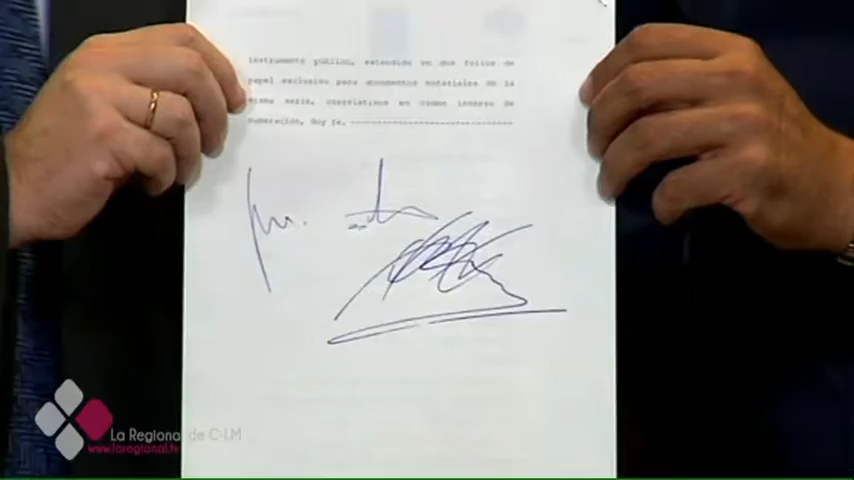 instrumento público, extendido en dos folios de
papel exclusivo para documentos notariales de la
misma serie, correlativos en orden inverso de
numeración, doy fe.
La Regional de C-LM
www.laregional.tv